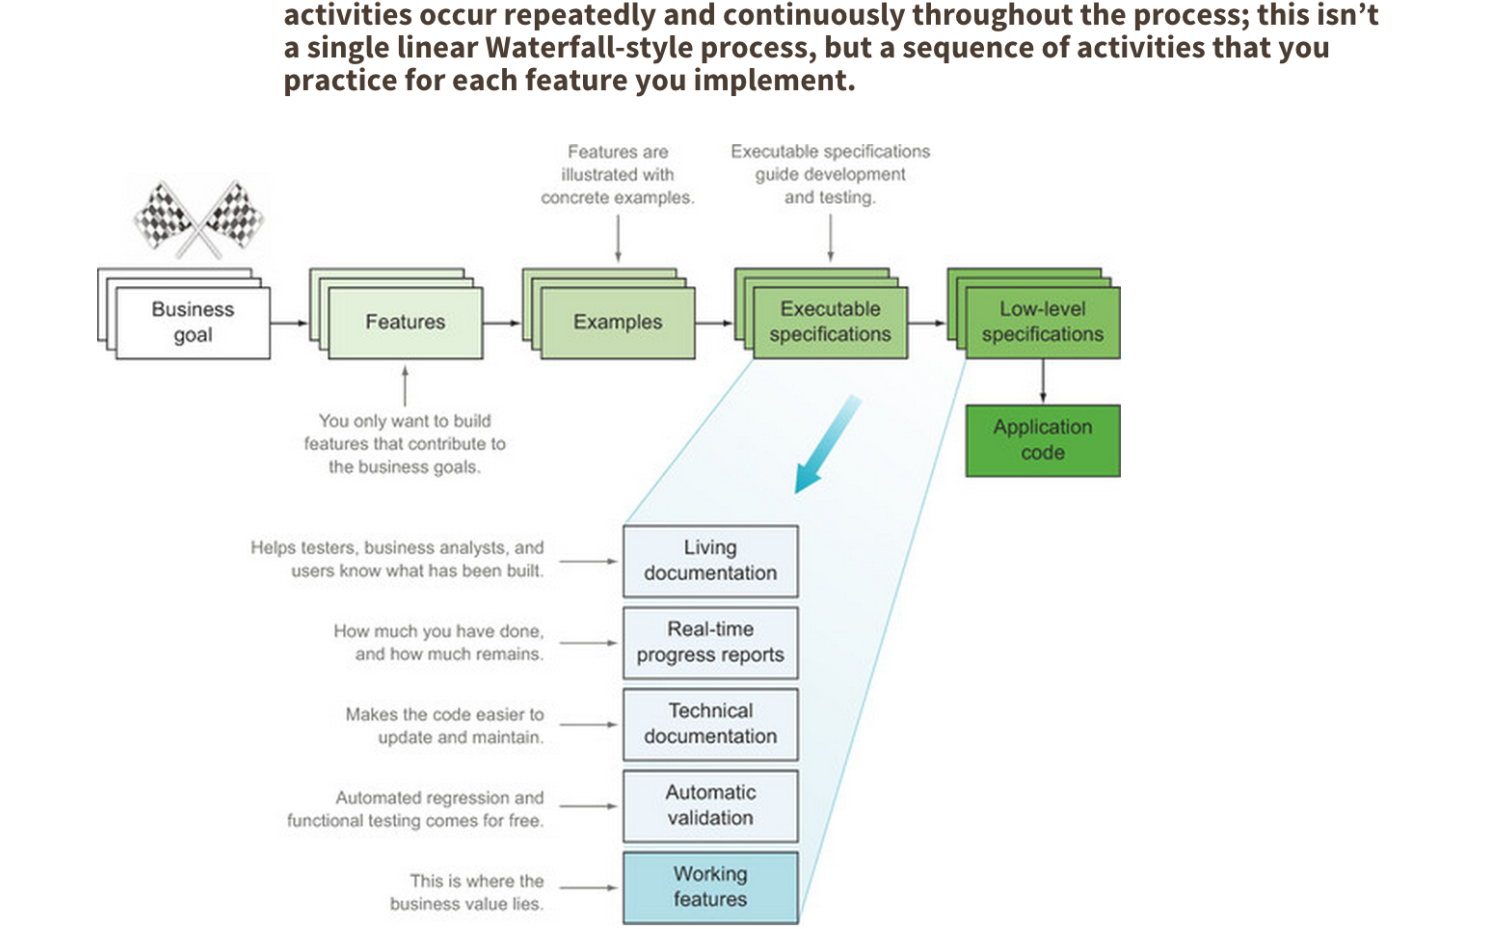 activities occur repeatedly and continuously throughout the process; this isn’t
a single linear Waterfall-style process, but a sequence of activities that you
practice for each feature you implement.
Features are
illustrated with
concrete examples.
Executable specifications
guide development
and testing.
Business
goal
Features
Examples
Executable
specifications
Low-level
specifications
You only want to build
features that contribute to
the business goals.
Application
code
Helps testers, business analysts, and
users know what has been built.
Living
documentation
How much you have done,
and how much remains.
Real-time
progress reports
Makes the code easier to
update and maintain.
Technical
documentation
Automated regression and
functional testing comes for free.
Automatic
validation
This is where the
business value lies.
Working
features